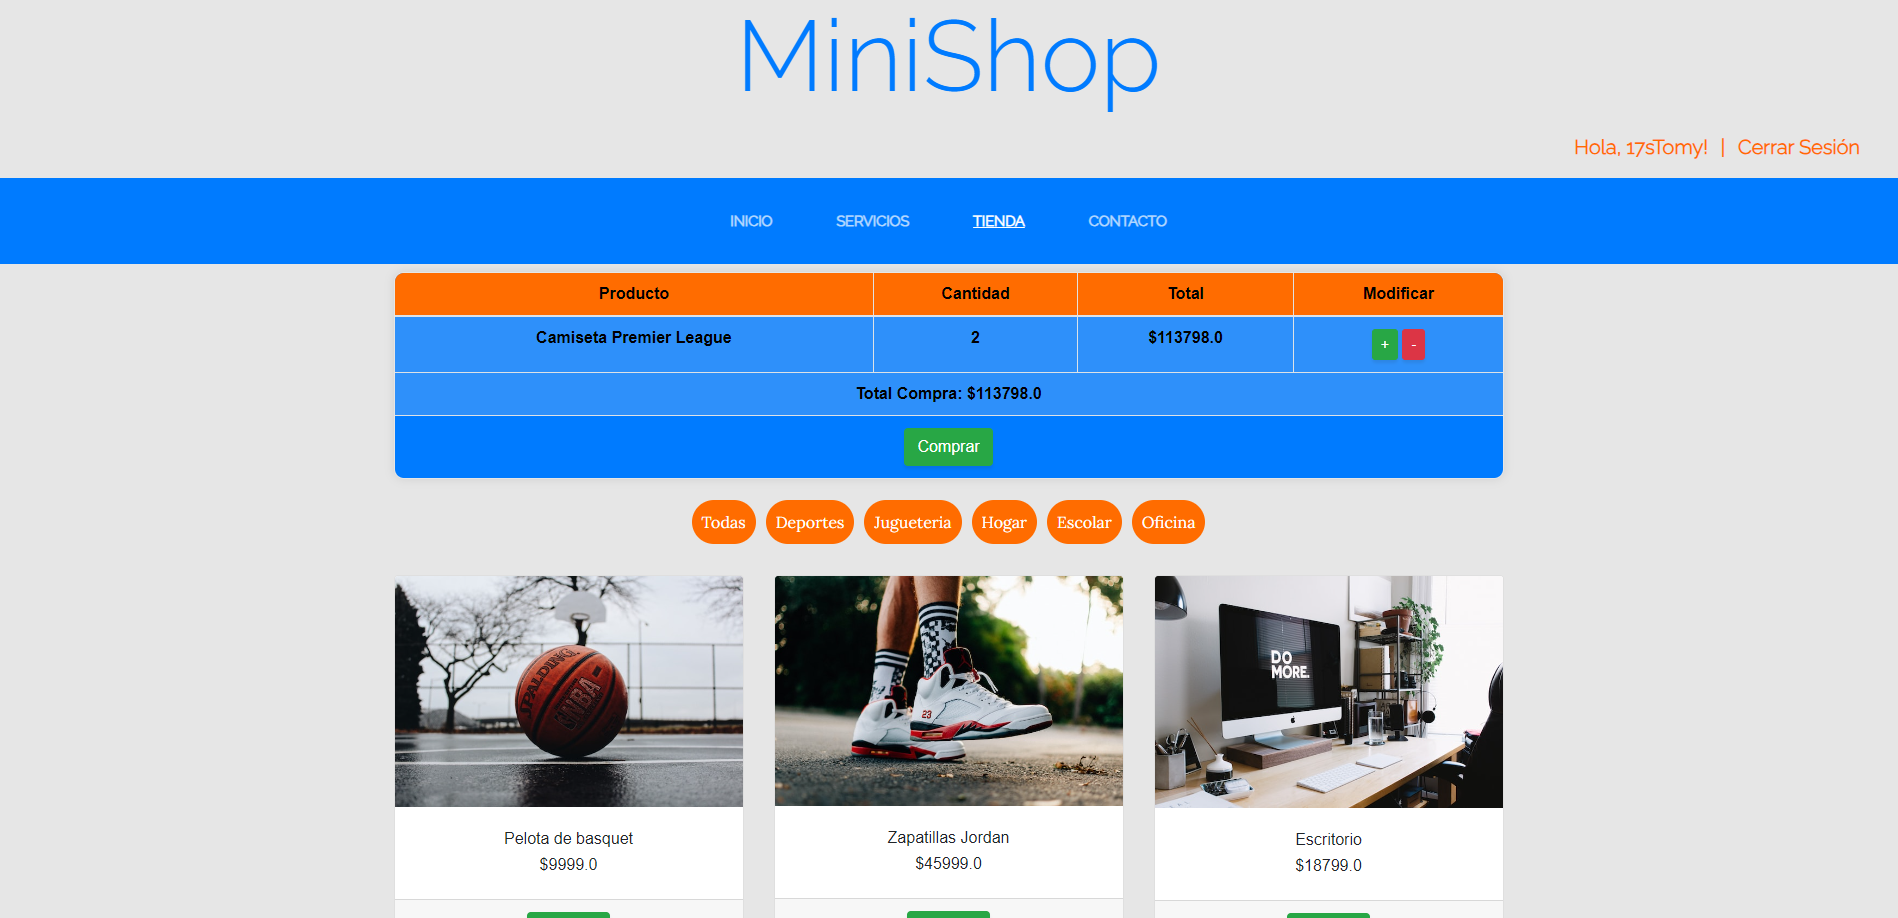 MiniShop
Hola, 17sTomy! | Cerrar Sesión
INICIO SERVICIOS TIENDA CONTACTO
Producto Cantidad Total Modificar
Camiseta Premier League 2 $113798.0 + -
Total Compra: $113798.0
Comprar
Todas Deportes Jugueteria Hogar Escolar Oficina
SPALDING
NBA
23
DO
MORE.
Pelota de basquet
$9999.0
Zapatillas Jordan
$45999.0
Escritorio
$18799.0